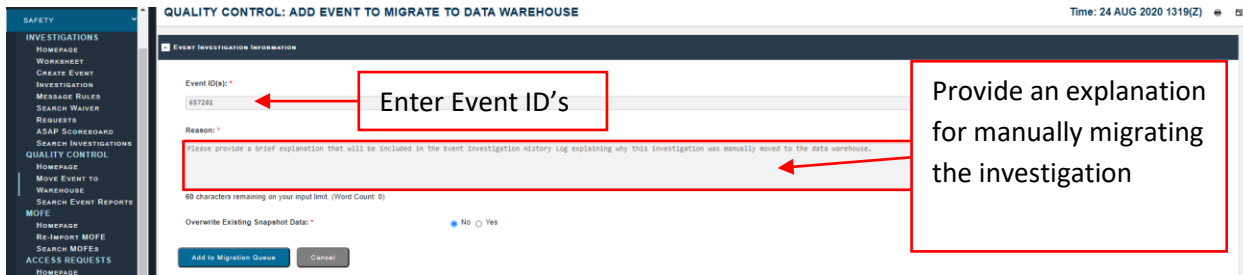 SAFETY
INVESTIGATIONS
HOMEPAGE
WORKSHEET
CREATE EVENT
INVESTIGATION
MESSAGE RULES
SEARCH WAIVER
REQUESTS
ASAP SCOREBOARD
SEARCH INVESTIGATIONS
QUALITY CONTROL
HOMEPAGE
MOVE EVENT TO
WAREHOUSE
SEARCH EVENT REPORTS
MOFE
HOMEPAGE
RE-IMPORT MOFE
SEARCH MOFES
ACCESS REQUESTS
HOMEPAGE
QUALITY CONTROL: ADD EVENT TO MIGRATE TO DATA WAREHOUSE
Time: 24 AUG 2020 1319(Z)
EVENT INVESTIGATION INFORMATION
Event ID(s): *
657281
Enter Event ID’s
Reason: *
Please provide a brief explanation that will be included in the Event Investigation History Log explaining why this investigation was manually moved to the data warehouse.
60 characters remaining on your input limit. (Word Count: 0)
Overwrite Existing Snapshot Data: *
No Yes
Add to Migration Queue Cancel
Provide an explanation
for manually migrating
the investigation